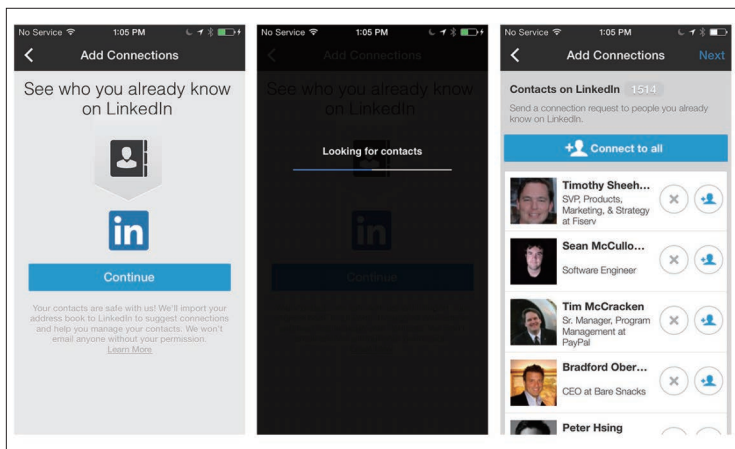 No Service 1:05 PM
Add Connections
See who you already know
on LinkedIn
in
Continue
Your contacts are safe with us! We'll import your
address book to LinkedIn to suggest connections
and help you manage your contacts. We won't
email anyone without your permission.
Learn More
No Service 1:05 PM
Add Connections
See who you already know
on LinkedIn
Looking for contacts
in
Continue
No Service 1:05 PM
Add Connections Next
Contacts on LinkedIn 1514
Send a connection request to people you already
know on LinkedIn.
Connect to all
Timothy Sheeh...
SVP, Products,
Marketing, & Strategy
at Fiserv
Sean McCullo...
Software Engineer
Tim McCracken
Sr. Manager, Program
Management at
PayPal
Bradford Ober...
CEO at Bare Snacks
Peter Hsing